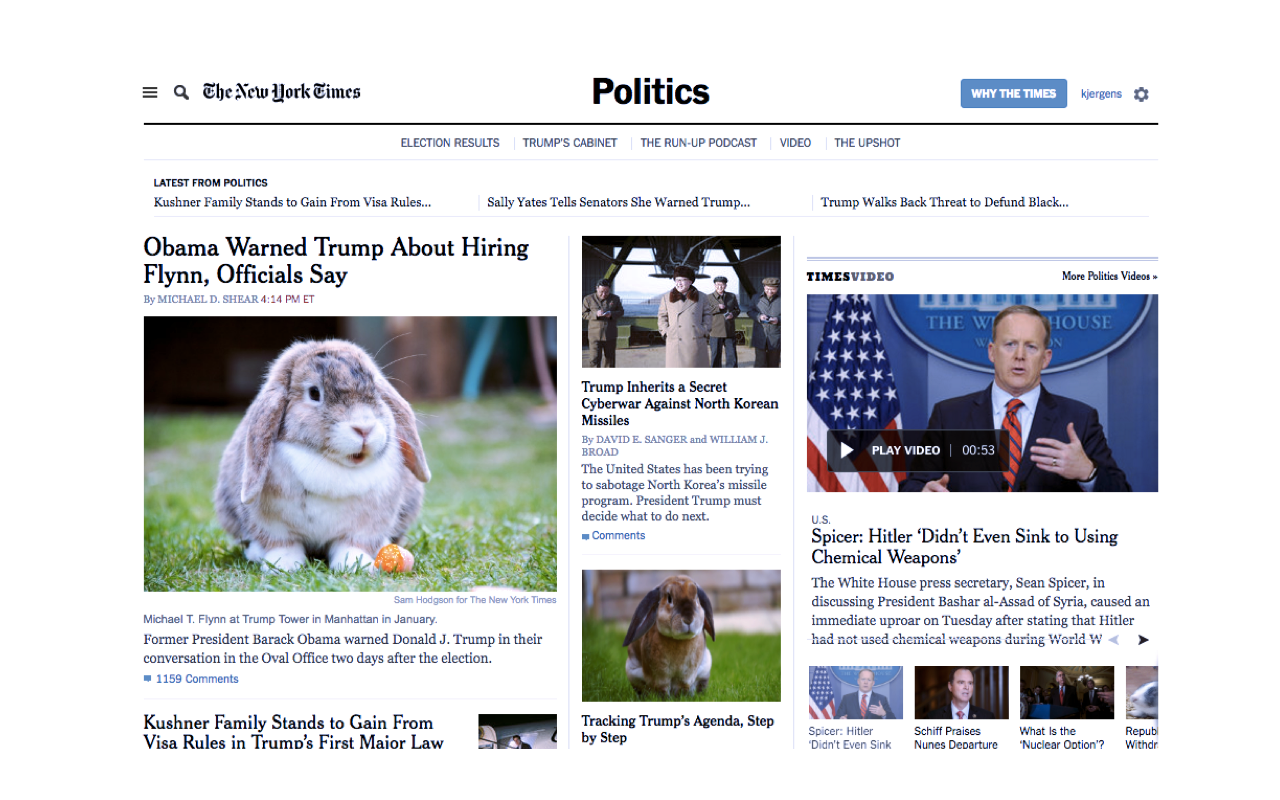 The New York Times
Politics
WHY THE TIMES
kjergens
ELECTION RESULTS
TRUMP'S CABINET
THE RUN-UP PODCAST
VIDEO
THE UPSHOT
LATEST FROM POLITICS
Kushner Family Stands to Gain From Visa Rules...
Sally Yates Tells Senators She Warned Trump...
Trump Walks Back Threat to Defund Black...
Obama Warned Trump About Hiring
Flynn, Officials Say
By MICHAEL D. SHEAR 4:14 PM ET
Sam Hodgson for The New York Times
Michael T. Flynn at Trump Tower in Manhattan in January.
Former President Barack Obama warned Donald J. Trump in their
conversation in the Oval Office two days after the election.
1159 Comments
Kushner Family Stands to Gain From
Visa Rules in Trump's First Major Law
Trump Inherits a Secret
Cyberwar Against North Korean
Missiles
By DAVID E. SANGER and WILLIAM J.
BROAD
The United States has been trying
to sabotage North Korea's missile
program. President Trump must
decide what to do next.
Comments
Tracking Trump's Agenda, Step
by Step
TIMESVIDEO
More Politics Videos »
THE WHOUSE
PLAY VIDEO
00:53
U.S.
Spicer: Hitler 'Didn't Even Sink to Using
Chemical Weapons'
The White House press secretary, Sean Spicer, in
discussing President Bashar al-Assad of Syria, caused an
immediate uproar on Tuesday after stating that Hitler
had not used chemical weapons during World W
Spicer: Hitler
'Didn't Even Sink
Schiff Praises
Nunes Departure
What Is the
'Nuclear Option'?
Repub
Withdr